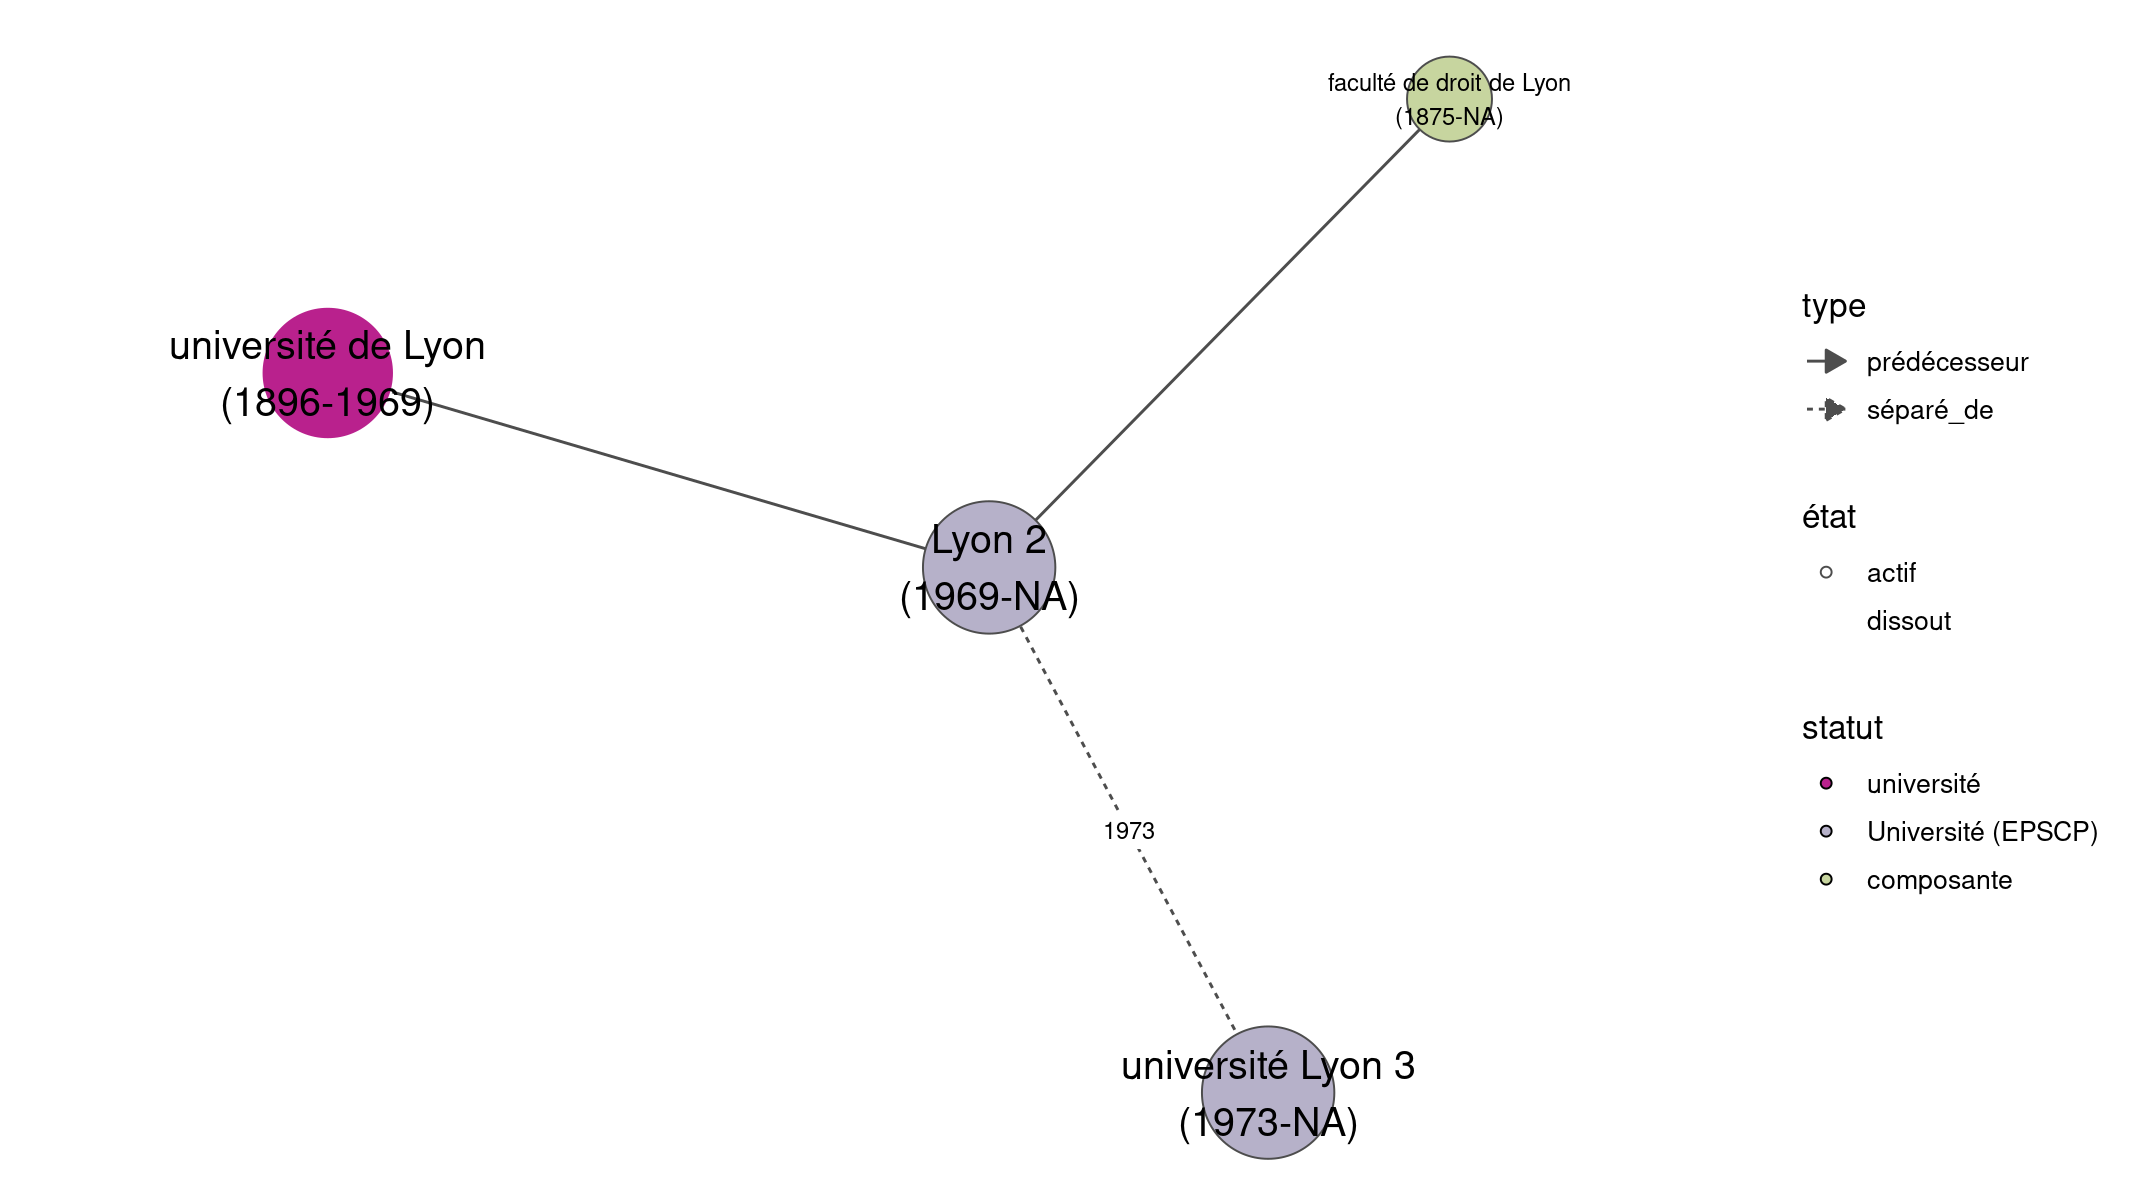 faculté de droit de Lyon
(1875-NA)
université de Lyon
(1896-1969)
Lyon 2
(1969-NA)
1973
université Lyon 3
(1973-NA)
type
prédécesseur
séparé_de
état
actif
dissout
statut
université
Université (EPSCP)
composante